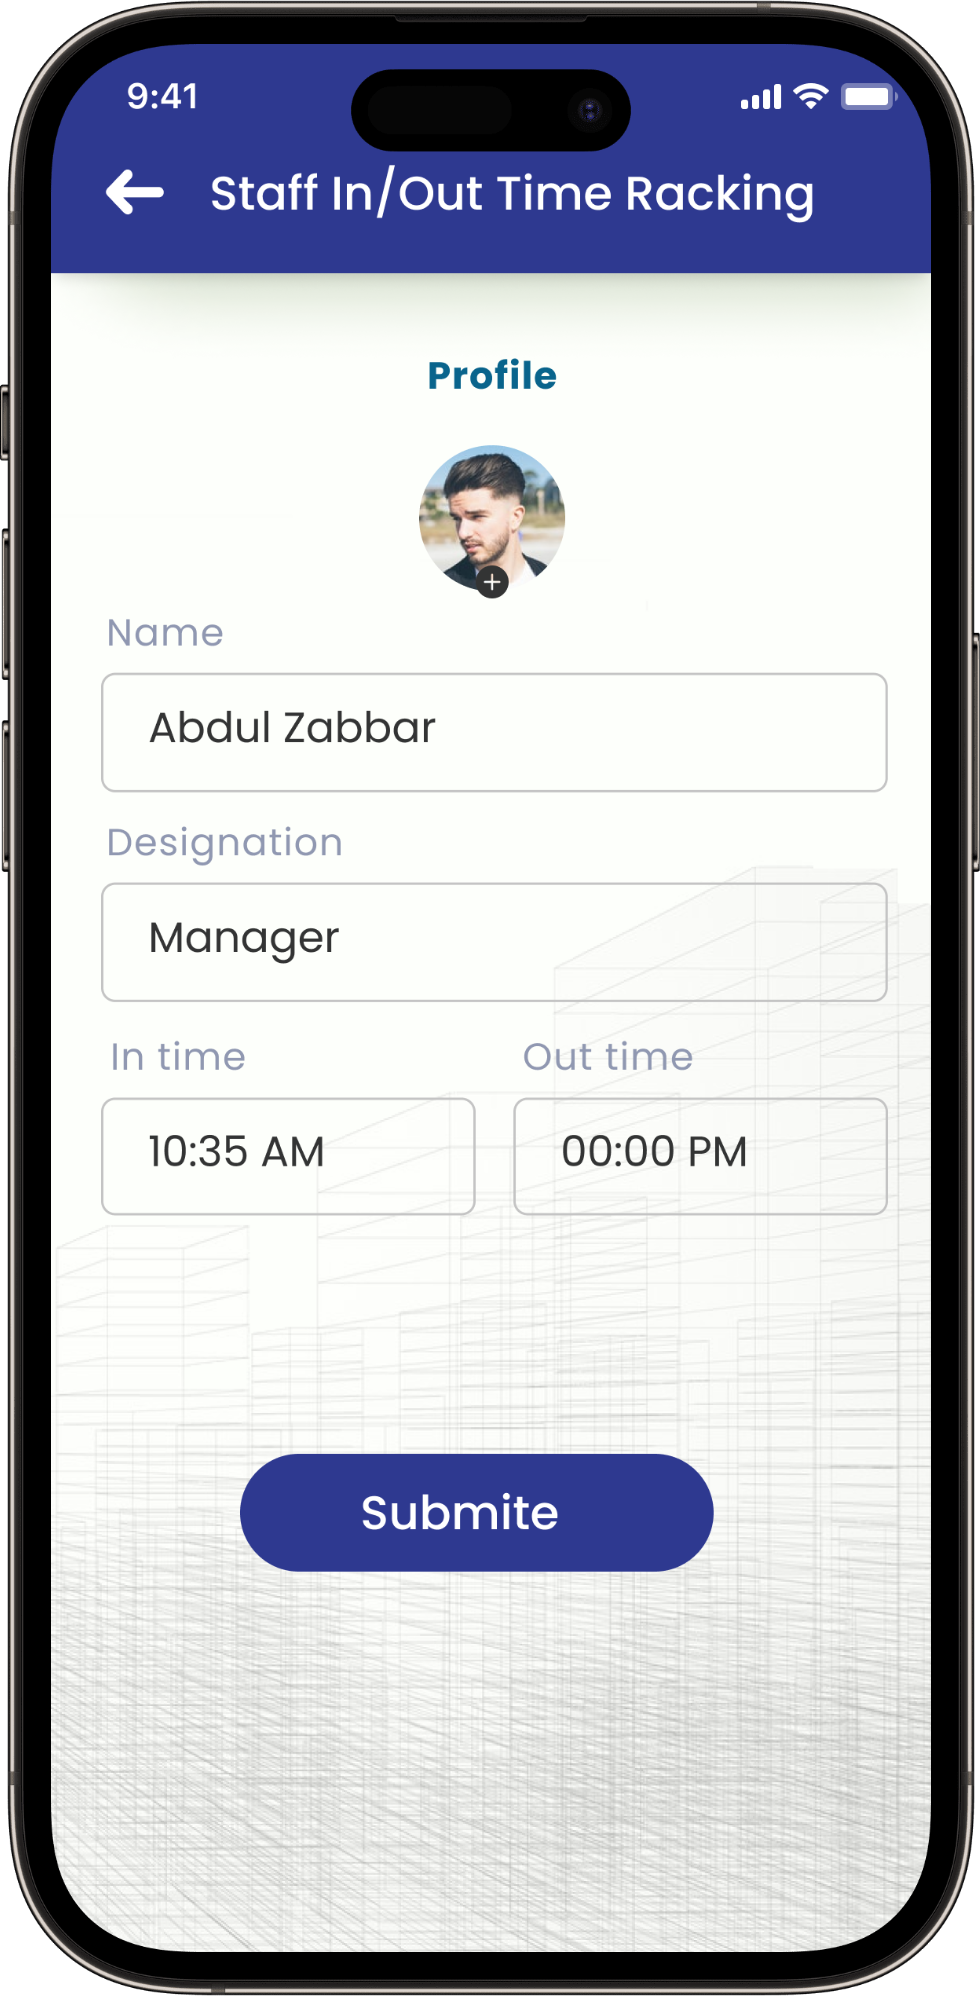 9:41
Staff In/Out Time Racking
Profile
Name
Abdul Zabbar
Designation
Manager
In time
Out time
10:35 AM
00:00 PM
Submite